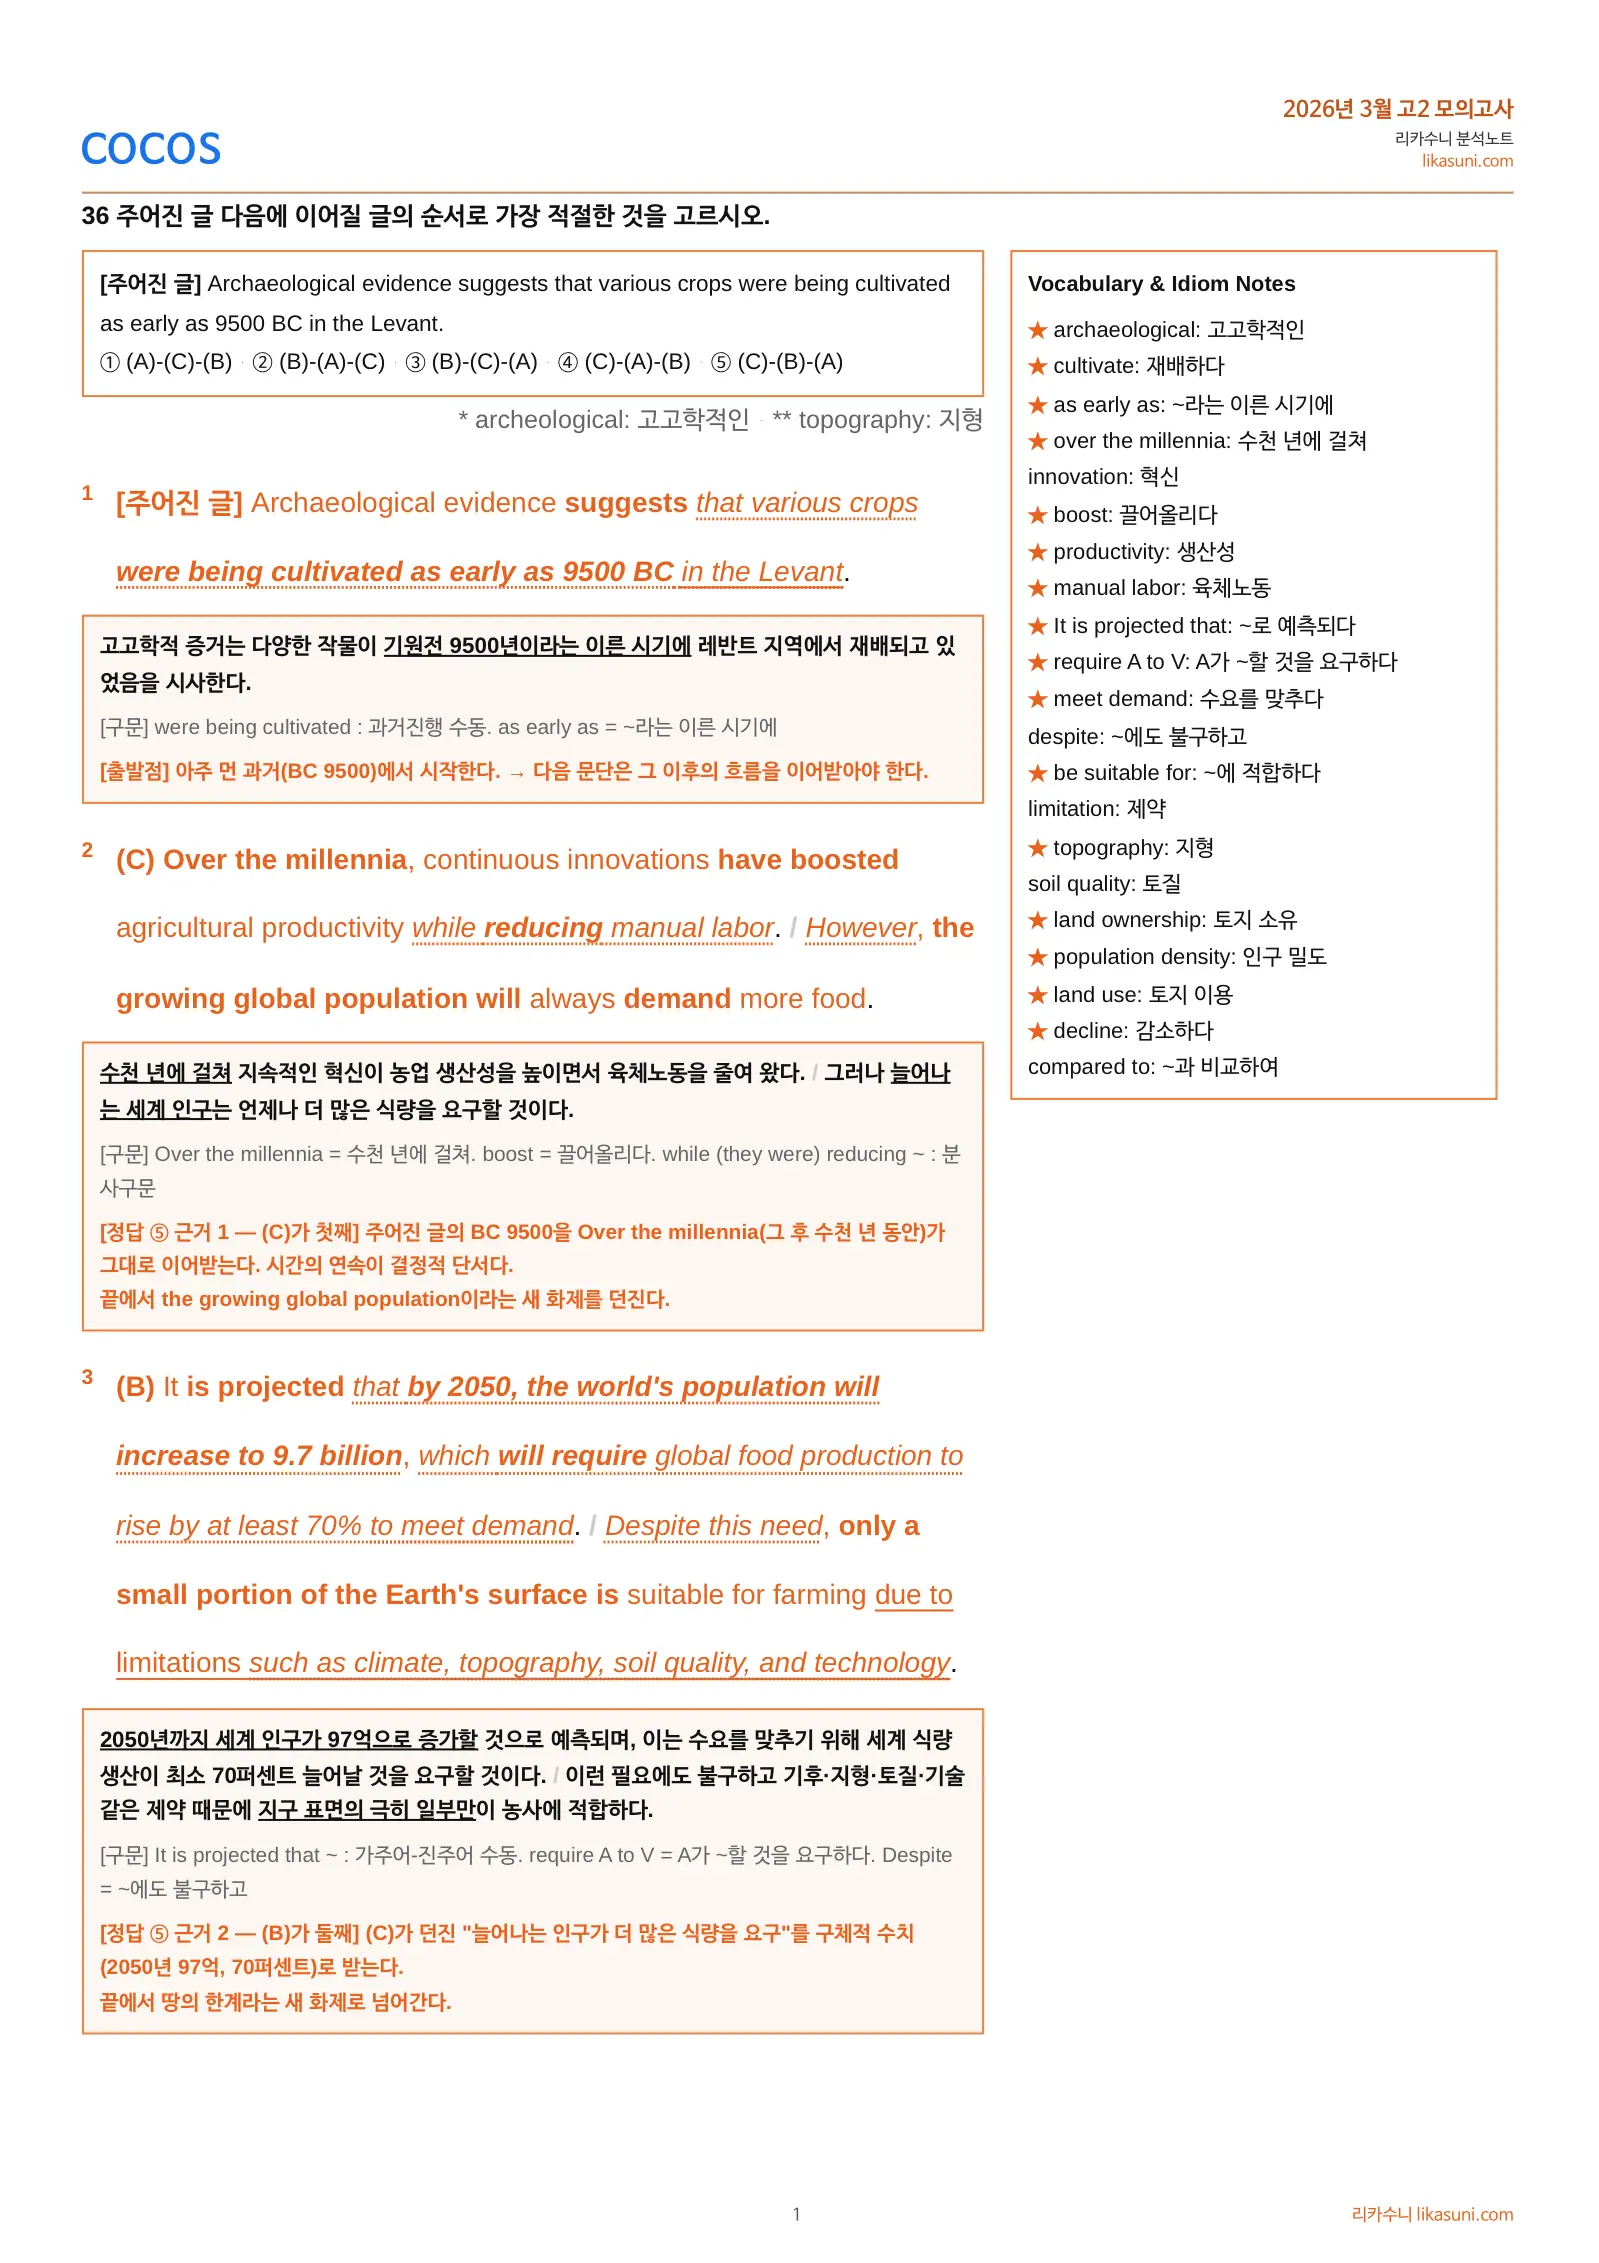 2026년 3월 고2 모의고사
cocos
리카수니 분석노트
likasuni.com
36 주어진 글 다음에 이어질 글의 순서로 가장 적절한 것을 고르시오.
[주어진 글] Archaeological evidence suggests that various crops were being cultivated
as early as 9500 BC in the Levant.
① (A)-(C)-(B) · ② (B)-(A)-(C) · ③ (B)-(C)-(A) · ④ (C)-(A)-(B) · ⑤ (C)-(B)-(A)
* archeological: 고고학적인 · ** topography: 지형
1 [주어진 글] Archaeological evidence suggests that various crops
were being cultivated as early as 9500 BC in the Levant.
고고학적 증거는 다양한 작물이 기원전 9500년이라는 이른 시기에 레반트 지역에서 재배되고 있
었음을 시사한다.
[구문] were being cultivated : 과거진행 수동. as early as = ~라는 이른 시기에
[출발점] 아주 먼 과거(BC 9500)에서 시작한다. → 다음 문단은 그 이후의 흐름을 이어받아야 한다.
2 (C) Over the millennia, continuous innovations have boosted
agricultural productivity while reducing manual labor. / However, the
growing global population will always demand more food.
수천 년에 걸쳐 지속적인 혁신이 농업 생산성을 높이면서 육체노동을 줄여 왔다. / 그러나 늘어나
는 세계 인구는 언제나 더 많은 식량을 요구할 것이다.
[구문] Over the millennia = 수천 년에 걸쳐. boost = 끌어올리다. while (they were) reducing ~ : 분
사구문
[정답 ⑤ 근거 1 — (C)가 첫째] 주어진 글의 BC 9500을 Over the millennia(그 후 수천 년 동안)가
그대로 이어받는다. 시간의 연속이 결정적 단서다.
끝에서 the growing global population이라는 새 화제를 던진다.
3 (B) It is projected that by 2050, the world's population will
increase to 9.7 billion, which will require global food production to
rise by at least 70% to meet demand. / Despite this need, only a
small portion of the Earth's surface is suitable for farming due to
limitations such as climate, topography, soil quality, and technology.
2050년까지 세계 인구가 97억으로 증가할 것으로 예측되며, 이는 수요를 맞추기 위해 세계 식량
생산이 최소 70퍼센트 늘어날 것을 요구할 것이다. / 이런 필요에도 불구하고 기후·지형·토질·기술
같은 제약 때문에 지구 표면의 극히 일부만이 농사에 적합하다.
[구문] It is projected that ~ : 가주어-진주어 수동. require A to V = A가 ~할 것을 요구하다. Despite
= ~에도 불구하고
[정답 ⑤ 근거 2 — (B)가 둘째] (C)가 던진 "늘어나는 인구가 더 많은 식량을 요구"를 구체적 수치
(2050년 97억, 70퍼센트)로 받는다.
끝에서 땅의 한계라는 새 화제로 넘어간다.
Vocabulary & Idiom Notes
★ archaeological: 고고학적인
★ cultivate: 재배하다
★ as early as: ~라는 이른 시기에
★ over the millennia: 수천 년에 걸쳐
innovation: 혁신
★ boost: 끌어올리다
★ productivity: 생산성
★ manual labor: 육체노동
★ It is projected that: ~로 예측되다
★ require A to V: A가 ~할 것을 요구하다
★ meet demand: 수요를 맞추다
despite: ~에도 불구하고
★ be suitable for: ~에 적합하다
limitation: 제약
★ topography: 지형
soil quality: 토질
★ land ownership: 토지 소유
★ population density: 인구 밀도
★ land use: 토지 이용
★ decline: 감소하다
compared to: ~과 비교하여
1
리카수니 likasuni.com